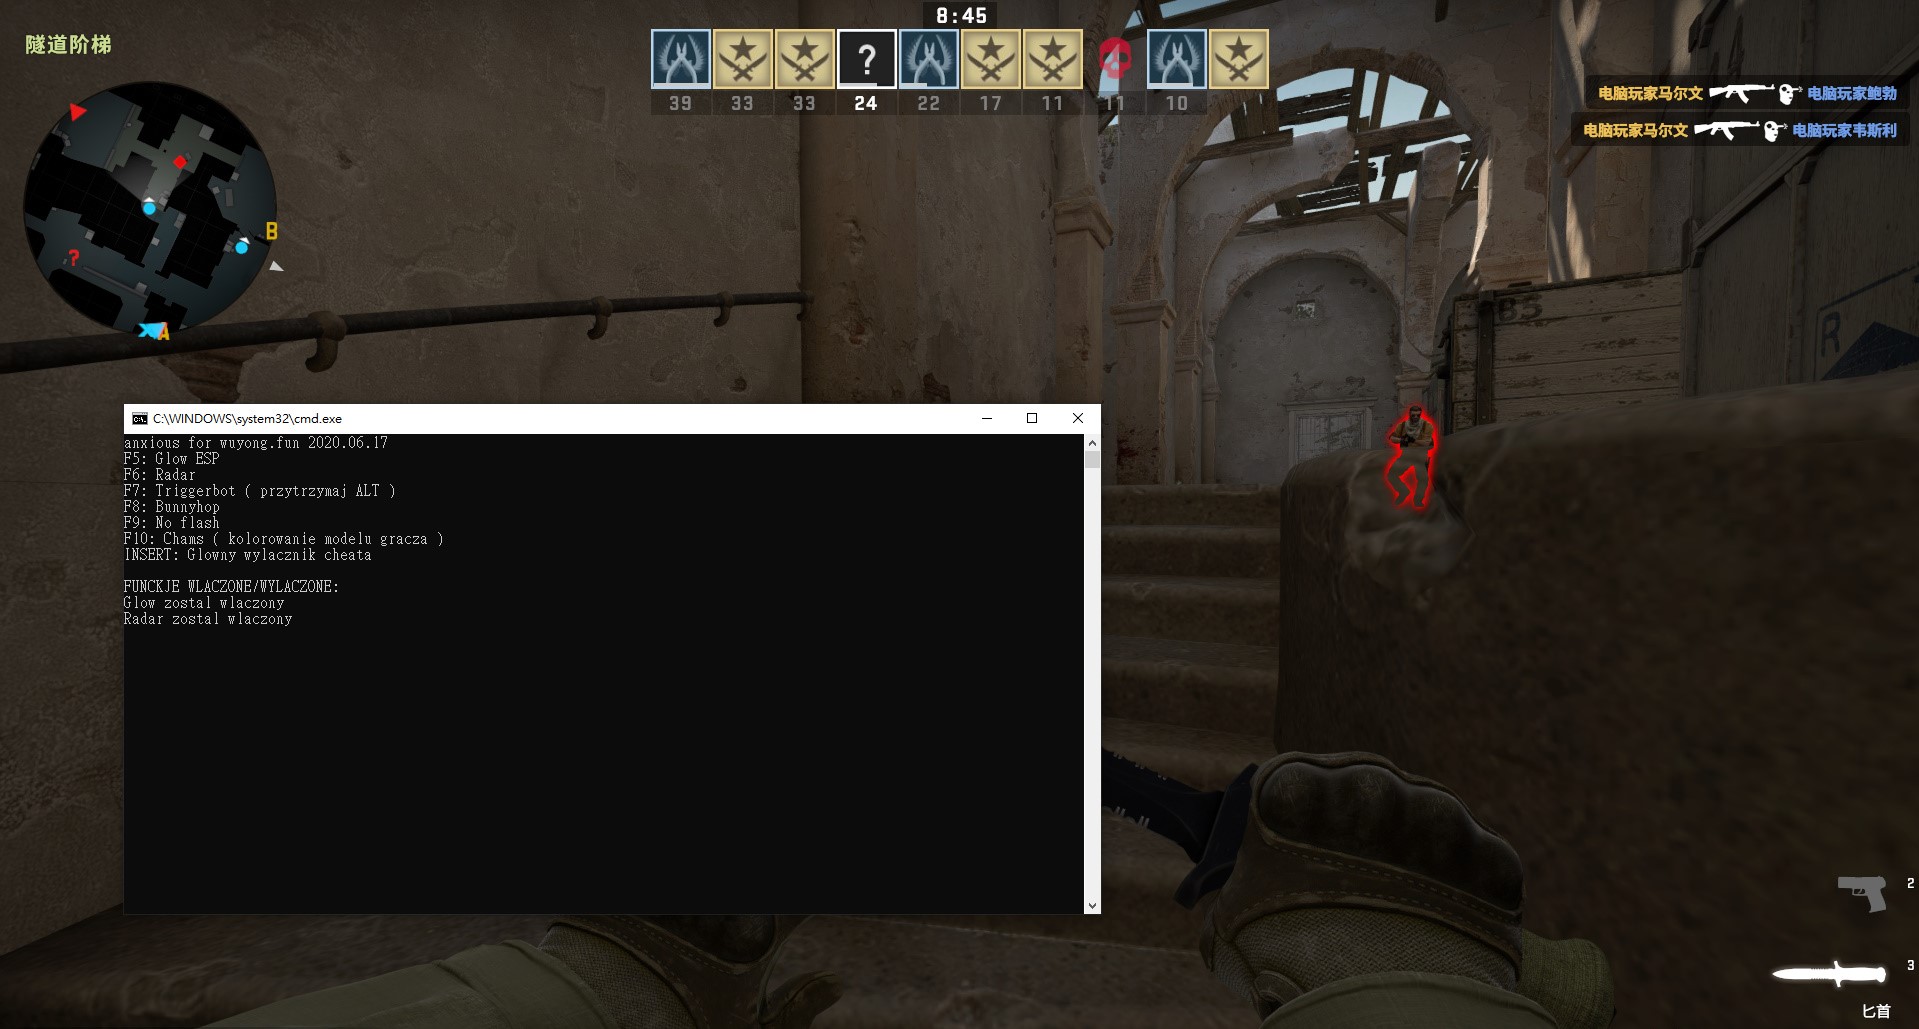 8:45
隧道阶梯
?
39 33 33 24 22 17 11 11 10
电脑玩家马尔文 电脑玩家鲍勃
电脑玩家马尔文 电脑玩家韦斯利
B
?
A
B3
R
C:\WINDOWS\system32\cmd.exe
anxious for wuyong.fun 2020.06.17
F5: Glow ESP
F6: Radar
F7: Triggerbot ( przytrzymaj ALT )
F8: Bunnyhop
F9: No flash
F10: Chams ( kolorowanie modelu gracza )
INSERT: Glowny wylacznik cheata
FUNCKJE WLACZONE/WYLACZONE:
Glow zostal wlaczony
Radar zostal wlaczony
2
3
匕首